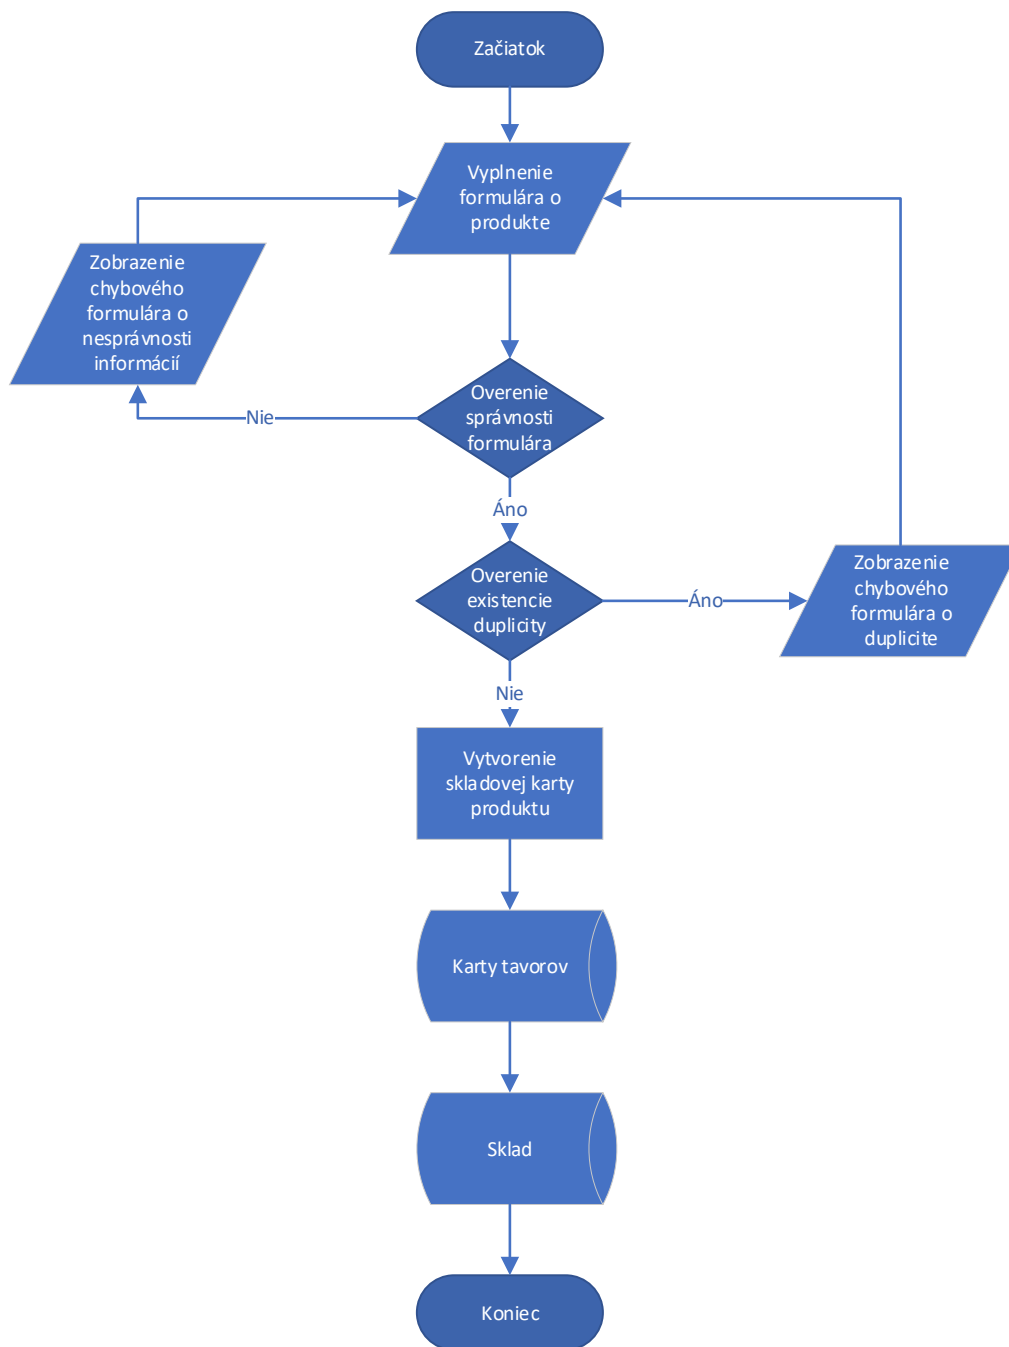 Začiatok
Vyplnenie
formulára o
produkte
Zobrazenie
chybového
formulára o
nesprávnosti
informácií
Overenie
správnosti
formulára
Nie
Áno
Overenie
existencie
duplicity
Áno
Zobrazenie
chybového
formulára o
duplicite
Nie
Vytvorenie
skladovej karty
produktu
Karty tavorov
Sklad
Koniec